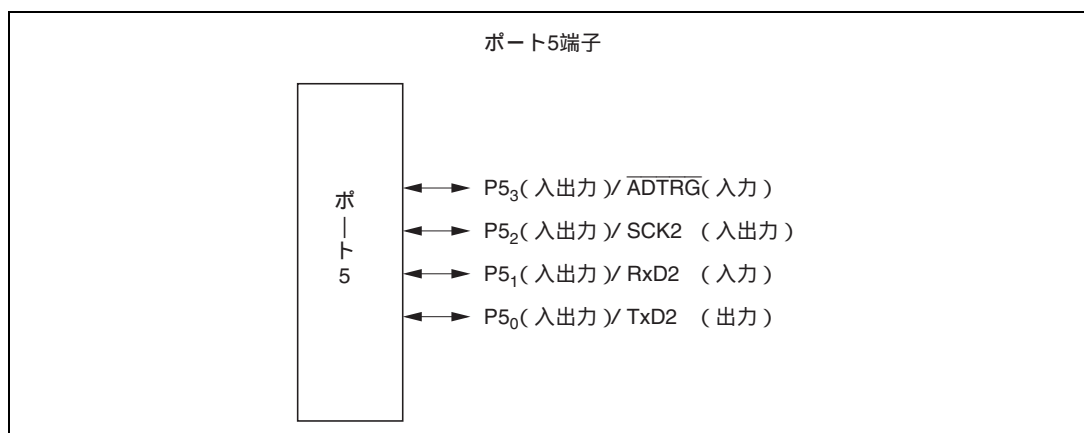 ポート5端子
ポート5
P5₃(入出力)/ A̅D̅T̅R̅G̅(入力)
P5₂(入出力)/ SCK2 (入出力)
P5₁(入出力)/ RxD2 (入力)
P5₀(入出力)/ TxD2 (出力)